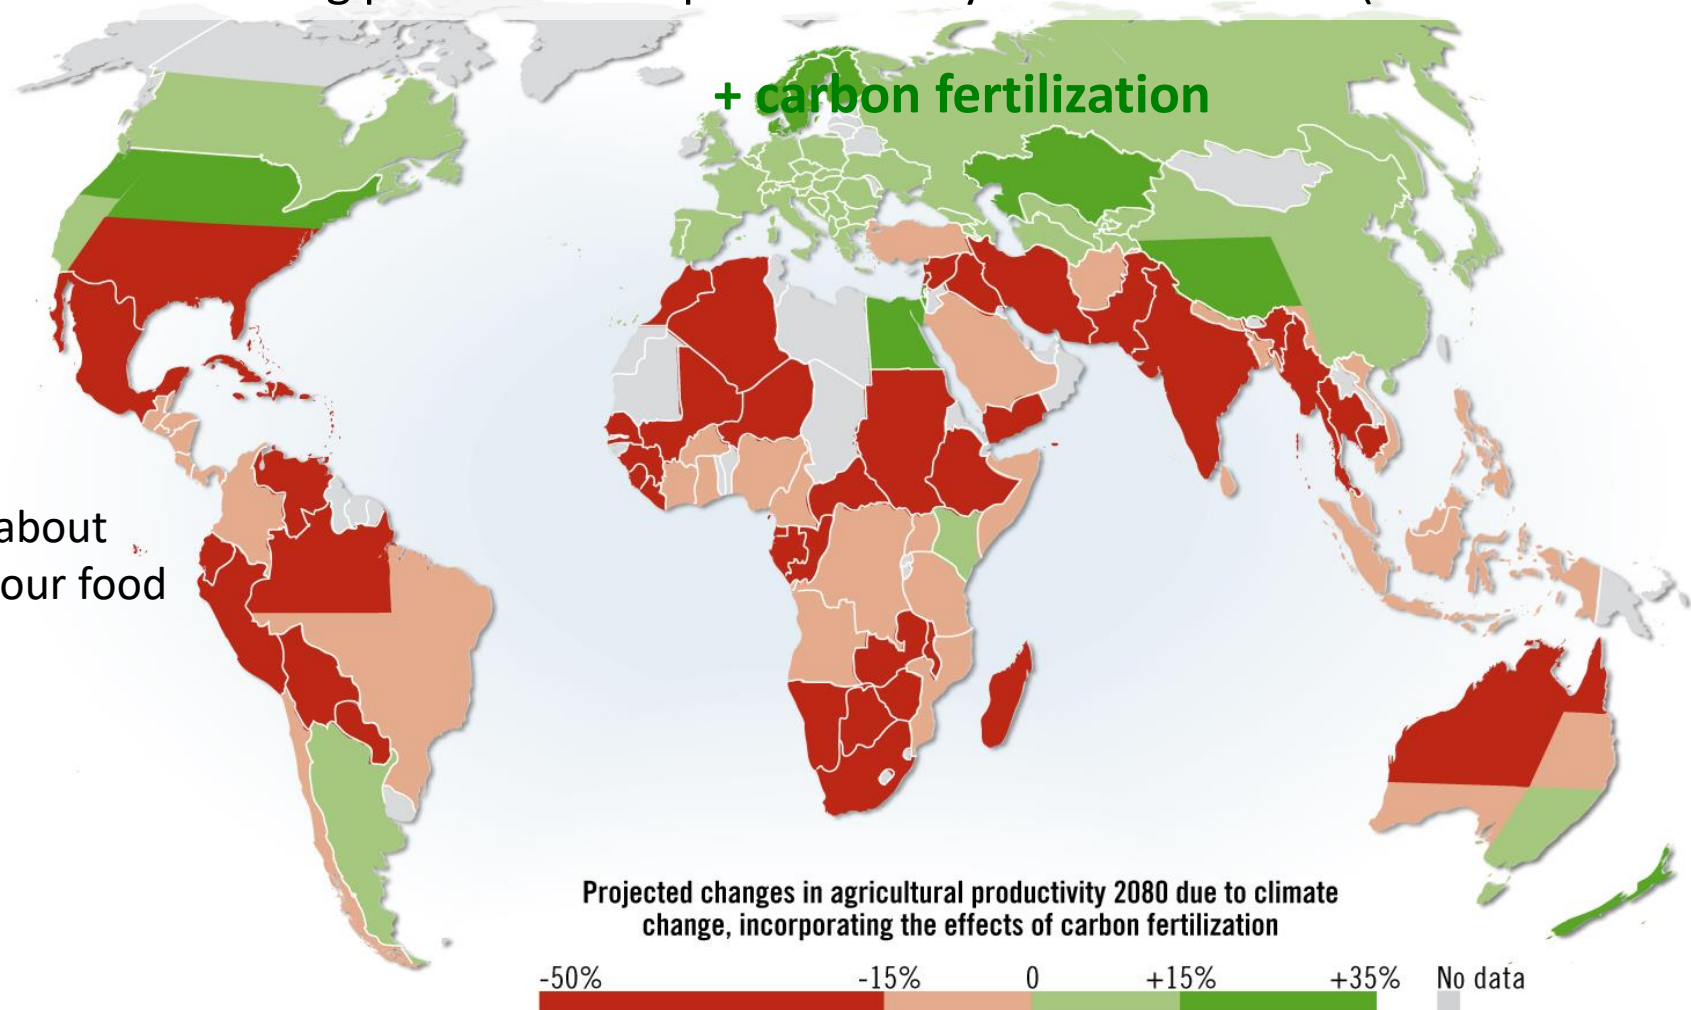 + carbon fertilization
about
our food
Projected changes in agricultural productivity 2080 due to climate
change, incorporating the effects of carbon fertilization
-50% -15% 0 +15% +35% No data